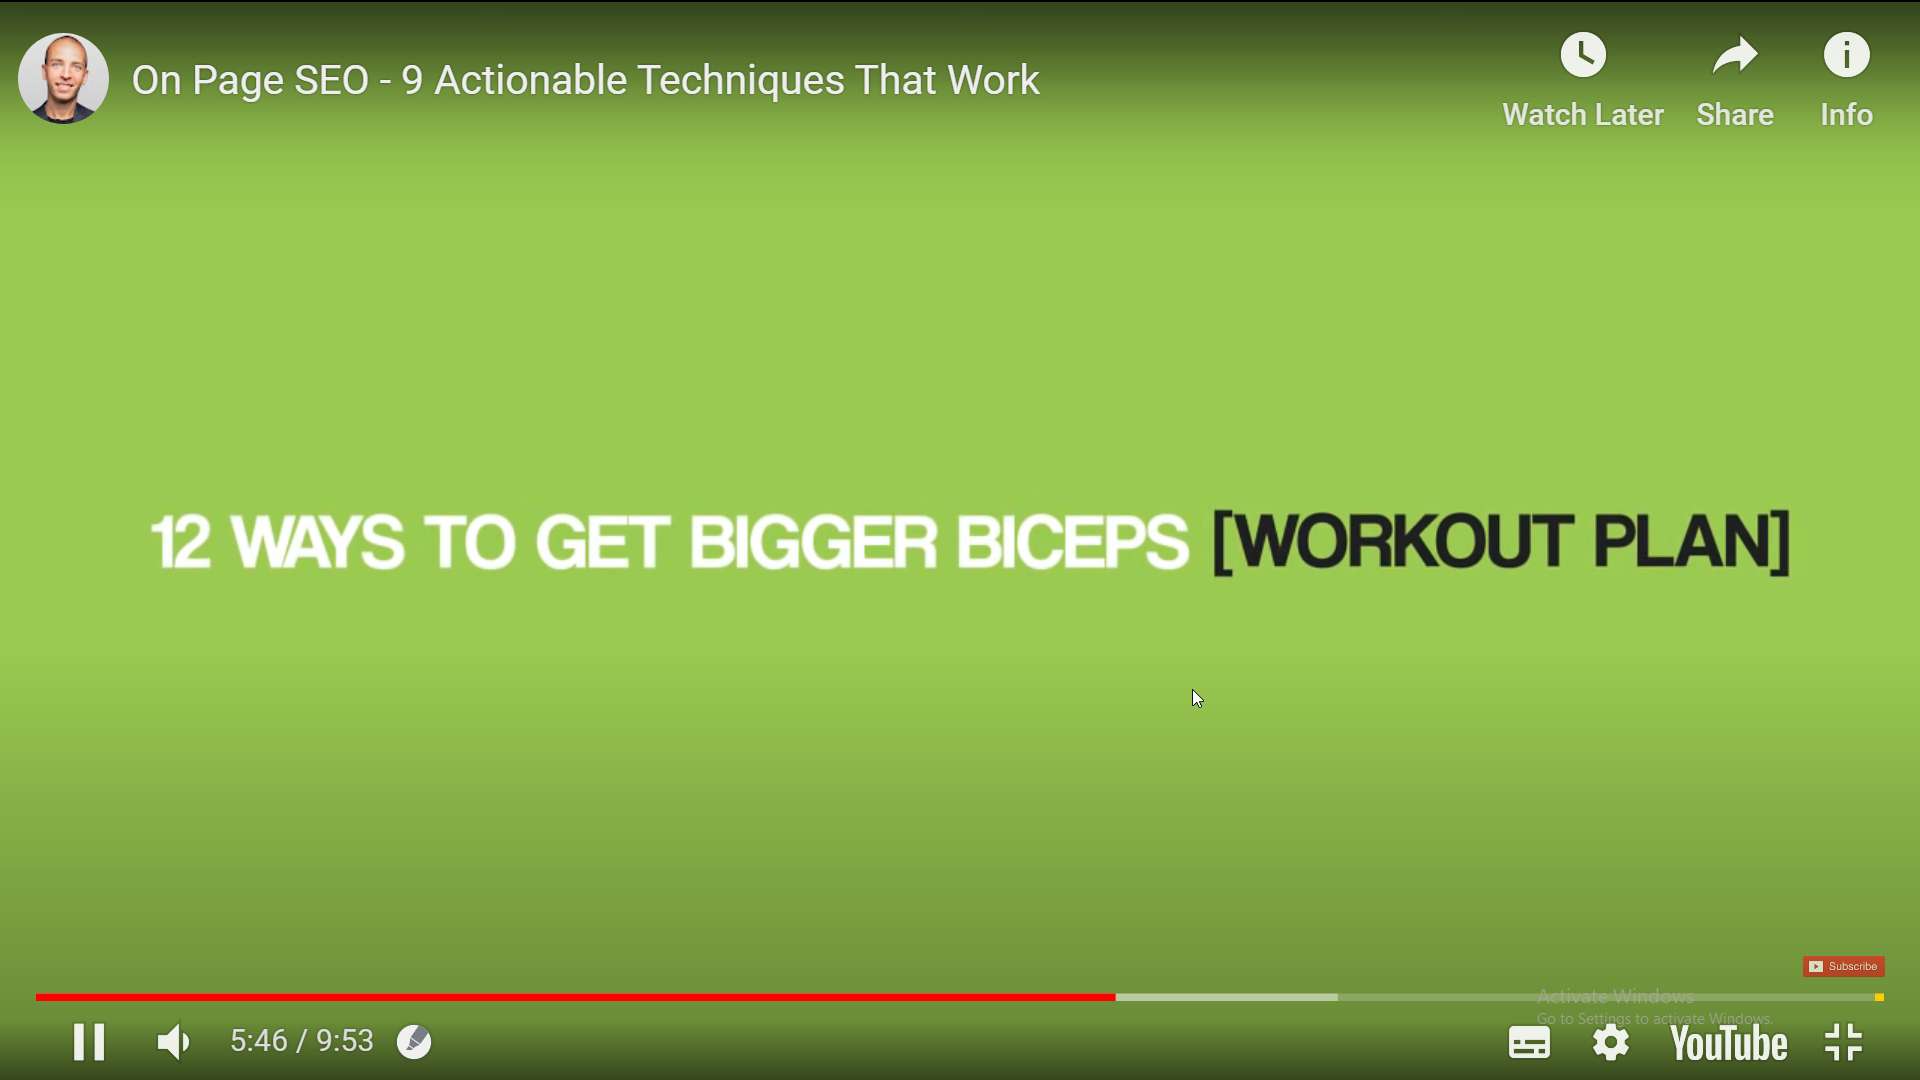 On Page SEO - 9 Actionable Techniques That Work
Watch Later
Share
Info
12 WAYS TO GET BIGGER BICEPS [WORKOUT PLAN]
Subscribe
Activate Windows
Go to Settings to activate Windows.
5:46 / 9:53
YouTube